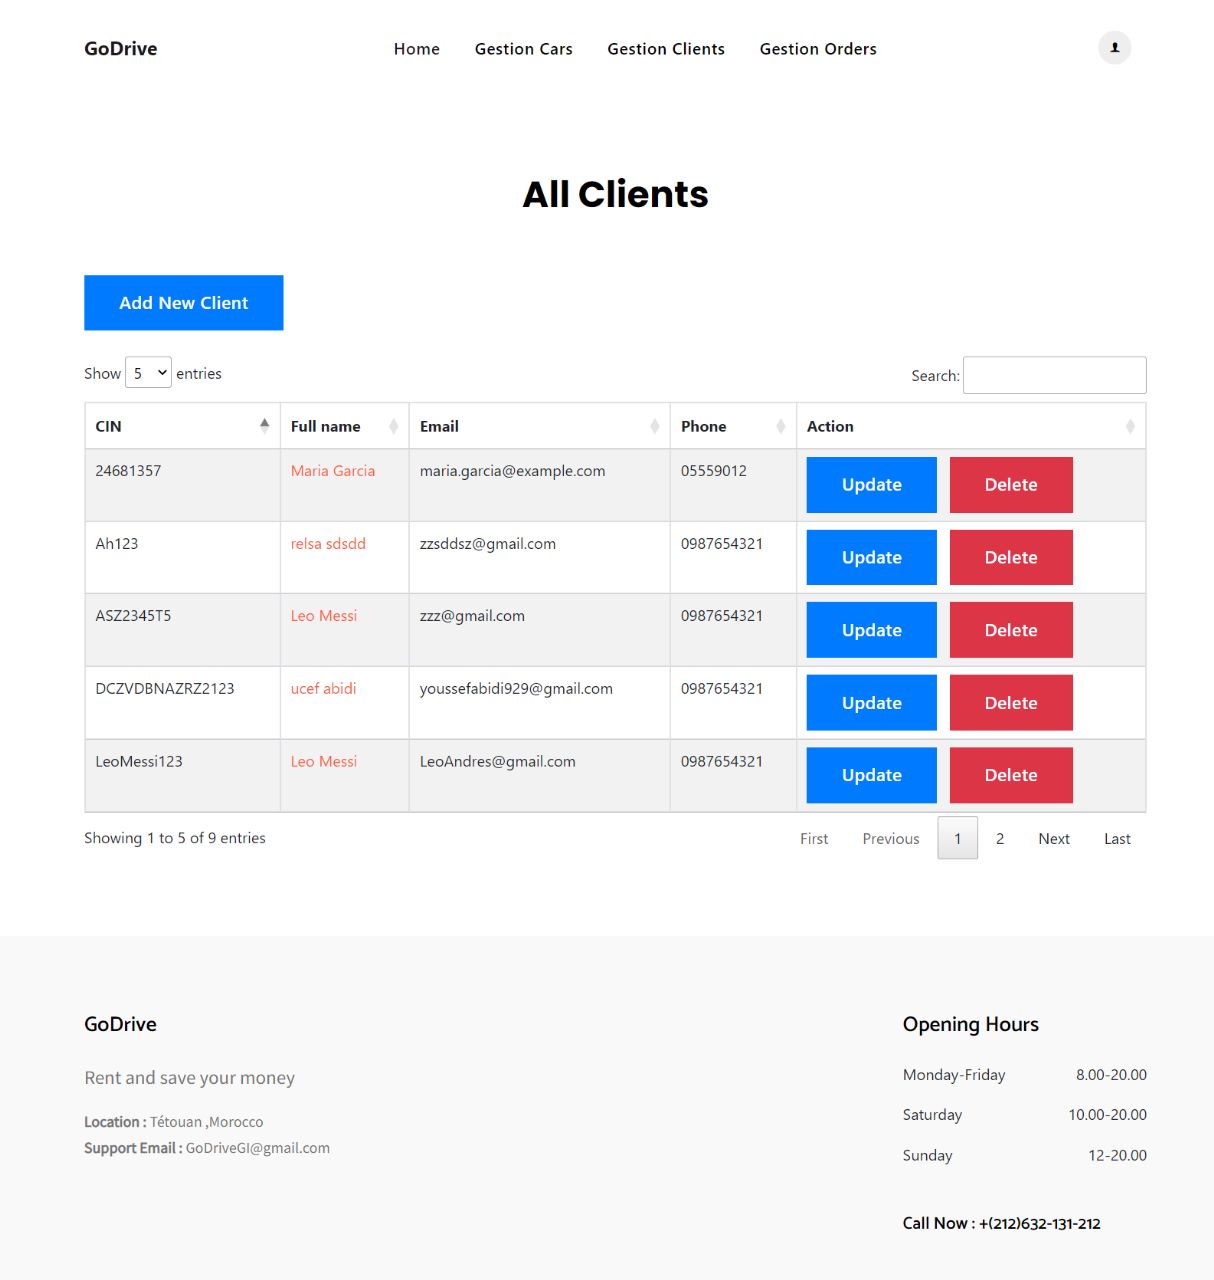 GoDrive Home Gestion Cars Gestion Clients Gestion Orders
All Clients
Add New Client
Show 5 entries Search:
CIN Full name Email Phone Action
24681357 Maria Garcia maria.garcia@example.com 05559012 Update Delete
Ah123 relsa sdsdd zzsddsz@gmail.com 0987654321 Update Delete
ASZ2345T5 Leo Messi zzz@gmail.com 0987654321 Update Delete
DCZVDBNAZRZ2123 ucef abidi youssefabidi929@gmail.com 0987654321 Update Delete
LeoMessi123 Leo Messi LeoAndres@gmail.com 0987654321 Update Delete
Showing 1 to 5 of 9 entries First Previous 1 2 Next Last
GoDrive
Rent and save your money
Location : Tétouan ,Morocco
Support Email : GoDriveGI@gmail.com
Opening Hours
Monday-Friday 8.00-20.00
Saturday 10.00-20.00
Sunday 12-20.00
Call Now : +(212)632-131-212